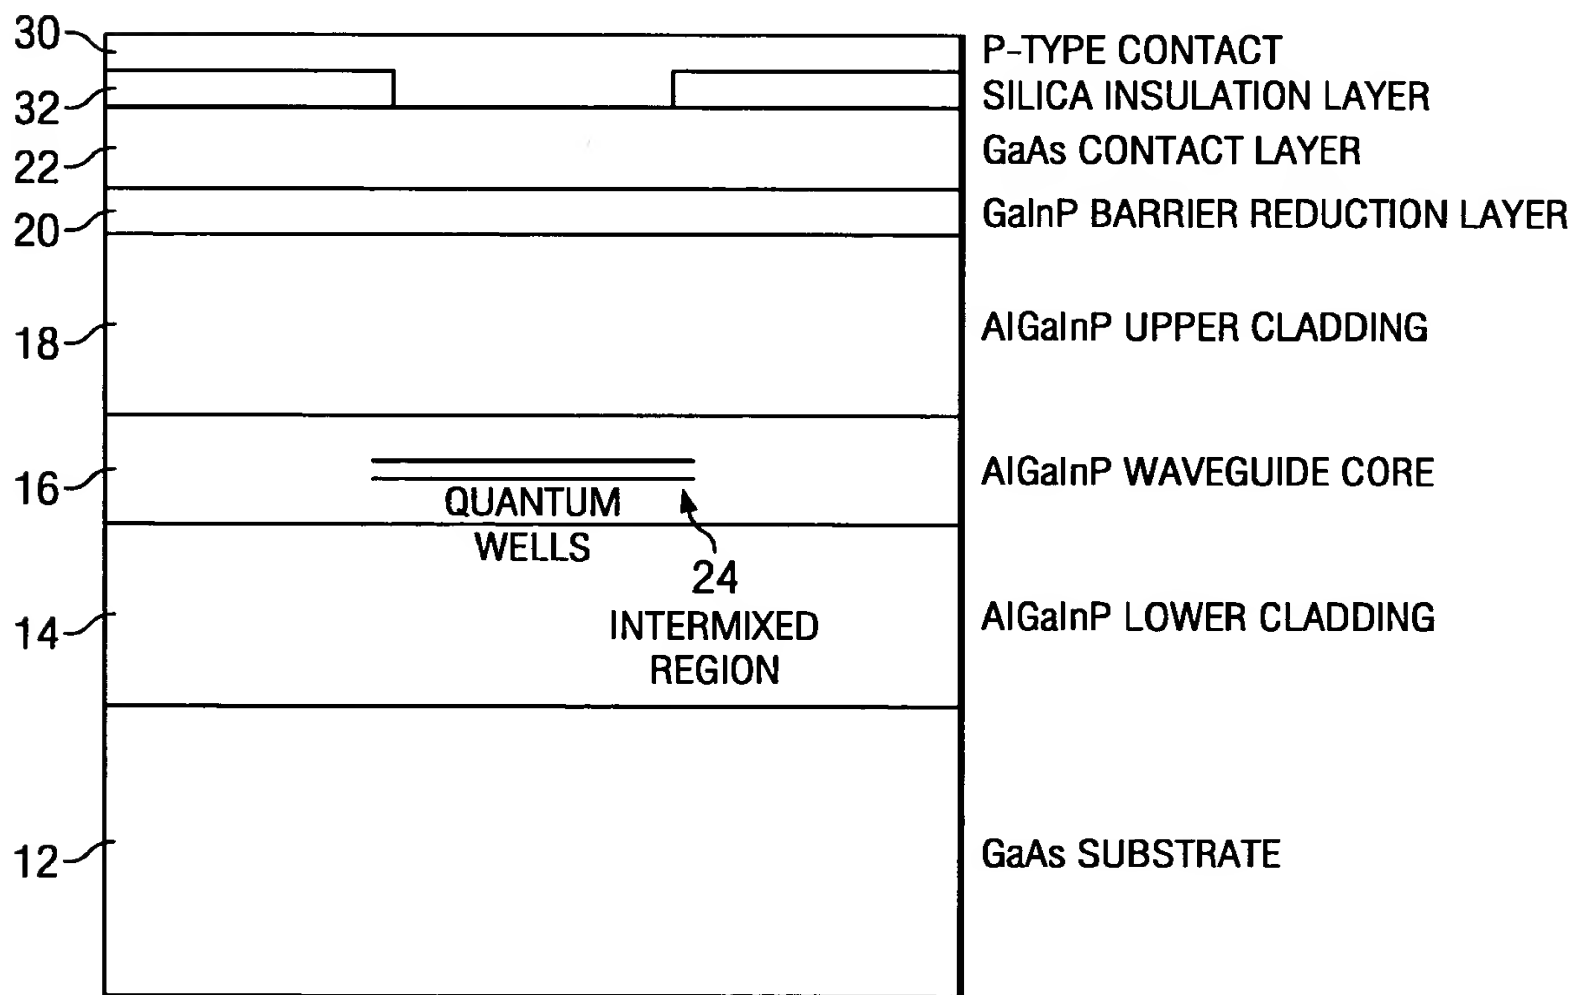 30
P-TYPE CONTACT
32
SILICA INSULATION LAYER
22
GaAs CONTACT LAYER
20
GaInP BARRIER REDUCTION LAYER
18
AlGaInP UPPER CLADDING
16
AlGaInP WAVEGUIDE CORE
QUANTUM
WELLS
24
INTERMIXED
REGION
14
AlGaInP LOWER CLADDING
12
GaAs SUBSTRATE